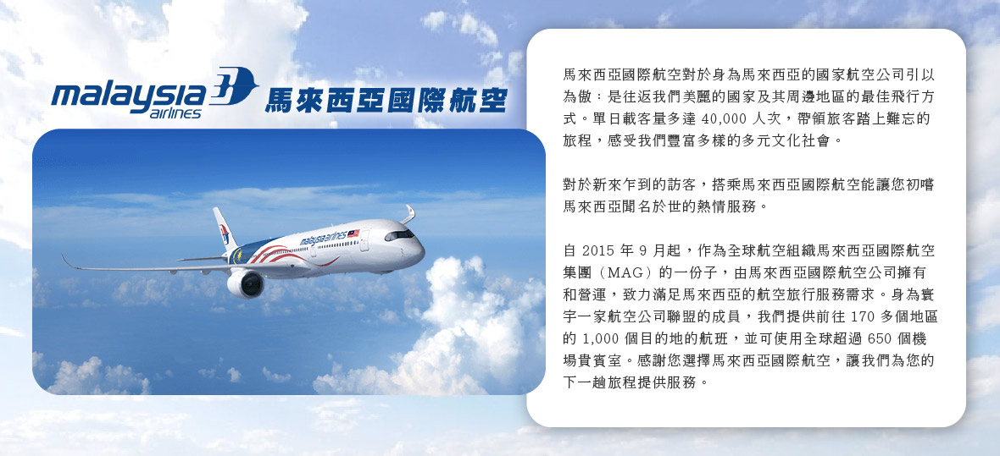 malaysia
airlines
馬來西亞國際航空
malaysia airlines
馬來西亞國際航空對於身為馬來西亞的國家航空公司引以
為傲：是往返我們美麗的國家及其周邊地區的最佳飛行方
式。單日載客量多達 40,000 人次，帶領旅客踏上難忘的
旅程，感受我們豐富多樣的多元文化社會。
對於新來乍到的訪客，搭乘馬來西亞國際航空能讓您初嚐
馬來西亞聞名於世的熱情服務。
自 2015 年 9 月起，作為全球航空組織馬來西亞國際航空
集團（MAG）的一份子，由馬來西亞國際航空公司擁有
和營運，致力滿足馬來西亞的航空旅行服務需求。身為寰
宇一家航空公司聯盟的成員，我們提供前往 170 多個地區
的 1,000 個目的地的航班，並可使用全球超過 650 個機
場貴賓室。感謝您選擇馬來西亞國際航空，讓我們為您的
下一趟旅程提供服務。